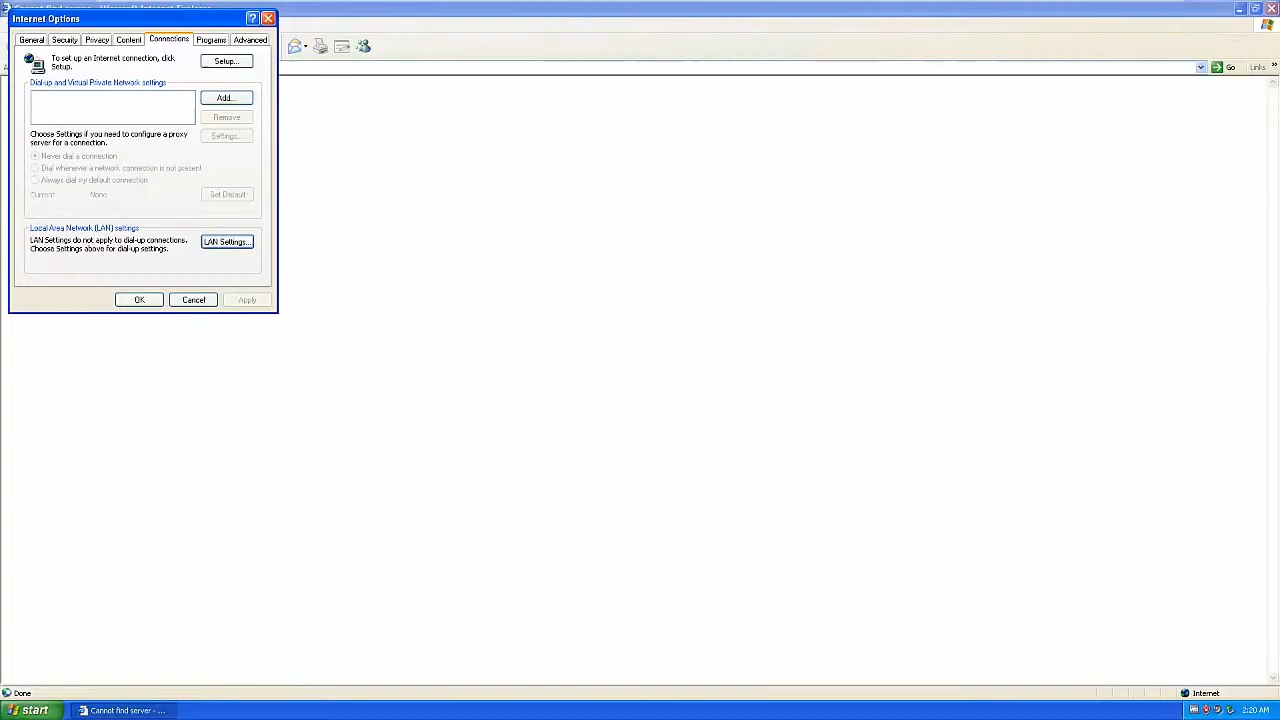 Internet Options
General Security Privacy Content Connections Programs Advanced
To set up an Internet connection, click
Setup.
Setup...
Dial-up and Virtual Private Network settings
Add...
Remove
Choose Settings if you need to configure a proxy
server for a connection.
Settings...
Never dial a connection
Dial whenever a network connection is not present
Always dial my default connection
Current None Set Default
Local Area Network (LAN) settings
LAN Settings do not apply to dial-up connections.
Choose Settings above for dial-up settings.
LAN Settings...
OK Cancel Apply
Go Links »
Done
Internet
start
Cannot find server - ...
2:20 AM